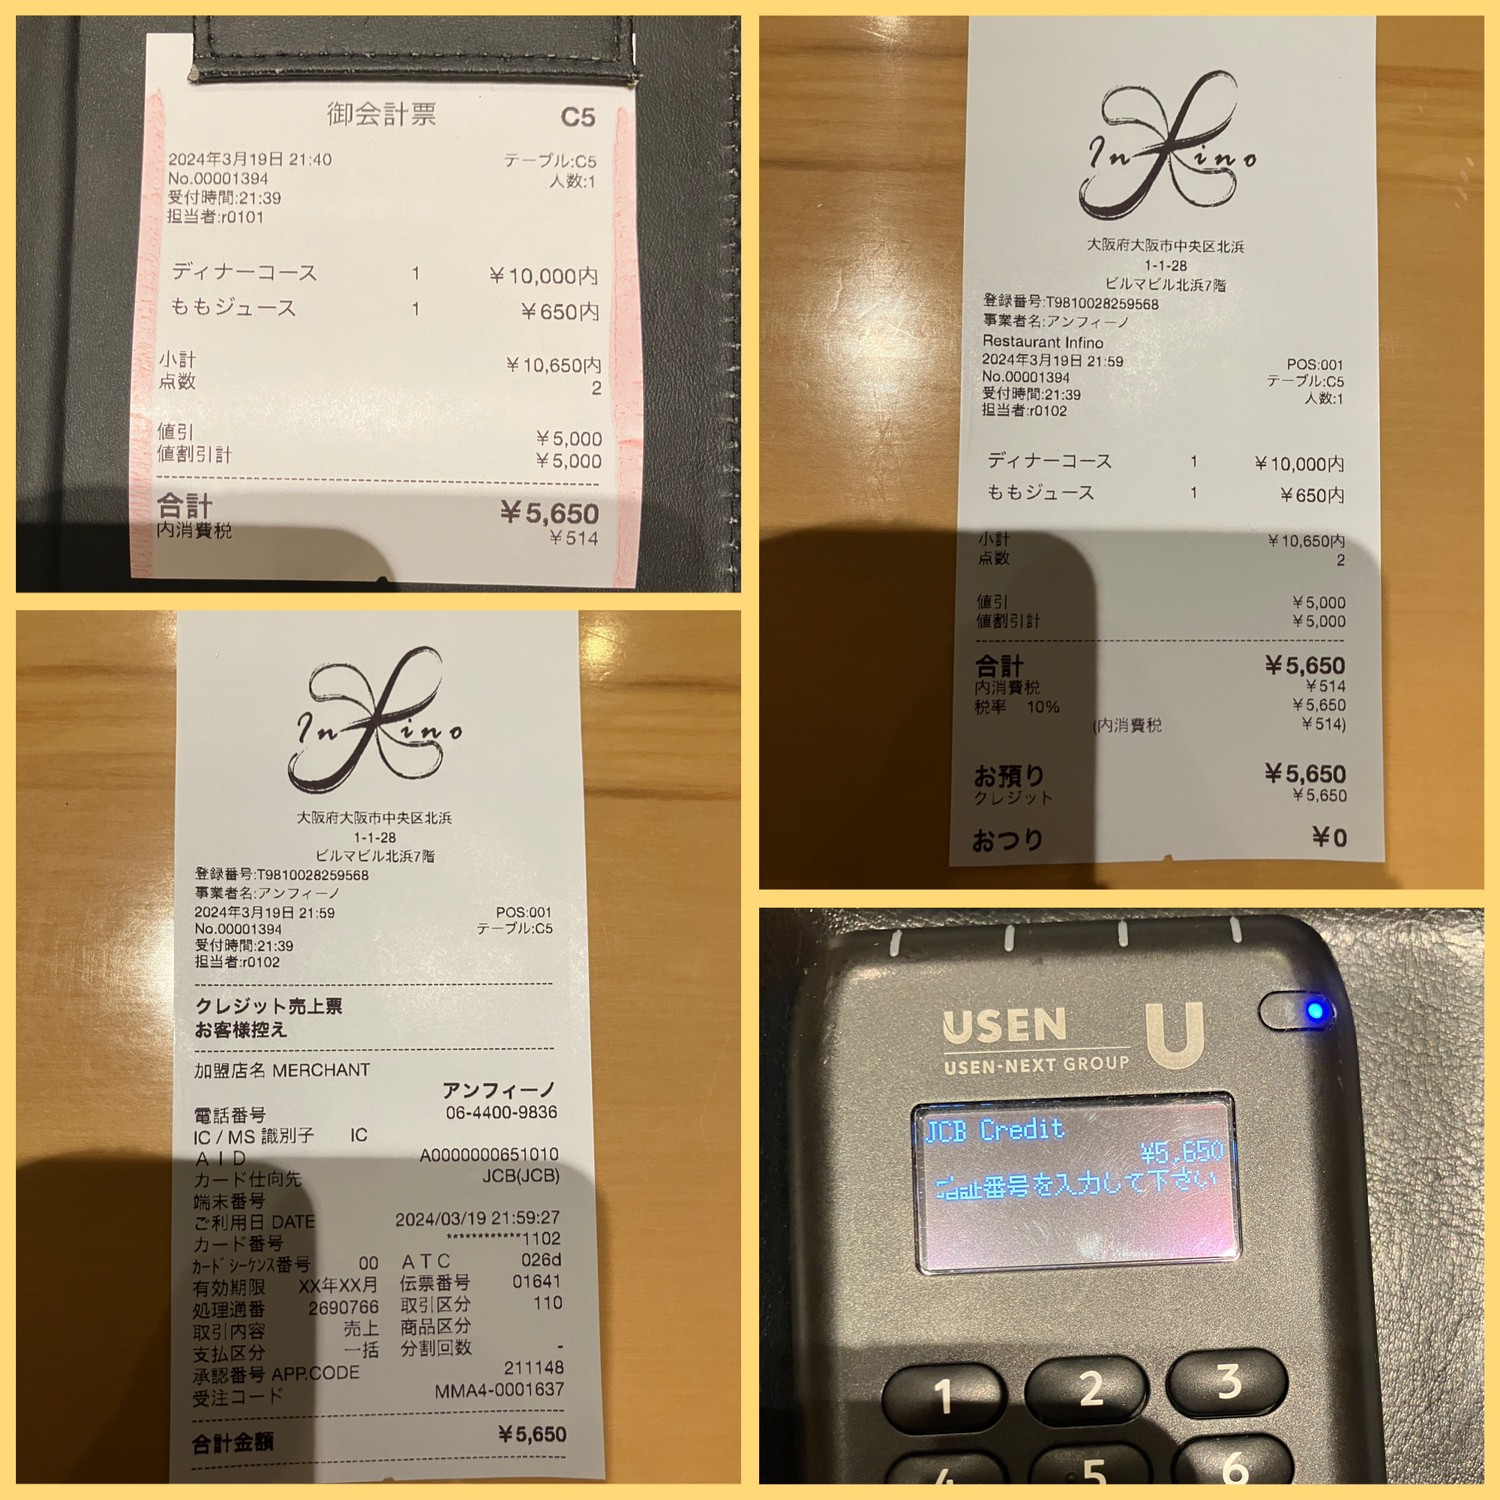 御会計票 C5
2024年3月19日 21:40 テーブル:C5
No.00001394 人数:1
受付時間:21:39
担当者:r0101
ディナーコース 1 ¥10,000内
ももジュース 1 ¥650内
小計 ¥10,650内
点数 2
値引 ¥5,000
値割引計 ¥5,000
合計 ¥5,650
内消費税 ¥514
Infino
大阪府大阪市中央区北浜
1-1-28
ビルマビル北浜7階
登録番号:T9810028259568
事業者名:アンフィーノ
Restaurant Infino
2024年3月19日 21:59 POS:001
No.00001394 テーブル:C5
受付時間:21:39 人数:1
担当者:r0102
ディナーコース 1 ¥10,000内
ももジュース 1 ¥650内
小計 ¥10,650内
点数 2
値引 ¥5,000
値割引計 ¥5,000
合計 ¥5,650
内消費税 ¥514
税率 10% ¥5,650
(内消費税 ¥514)
お預り ¥5,650
クレジット ¥5,650
おつり ¥0
Infino
大阪府大阪市中央区北浜
1-1-28
ビルマビル北浜7階
登録番号:T9810028259568
事業者名:アンフィーノ
2024年3月19日 21:59 POS:001
No.00001394 テーブル:C5
受付時間:21:39
担当者:r0102
クレジット売上票
お客様控え
加盟店名 MERCHANT
アンフィーノ
電話番号 06-4400-9836
IC / MS 識別子 IC
AID A0000000651010
カード仕向先 JCB(JCB)
端末番号
ご利用日 DATE 2024/03/19 21:59:27
カード番号 ************1102
ｶｰﾄﾞｼｰｹﾝｽ番号 00 ATC 026d
有効期限 XX年XX月 伝票番号 01641
処理通番 2690766 取引区分 110
取引内容 売上 商品区分
支払区分 一括 分割回数 -
承認番号 APP.CODE 211148
受注コード MMA4-0001637
合計金額 ¥5,650
USEN U
USEN-NEXT GROUP
JCB Credit
¥5,650
暗証番号を入力して下さい
1 2 3
4 5 6